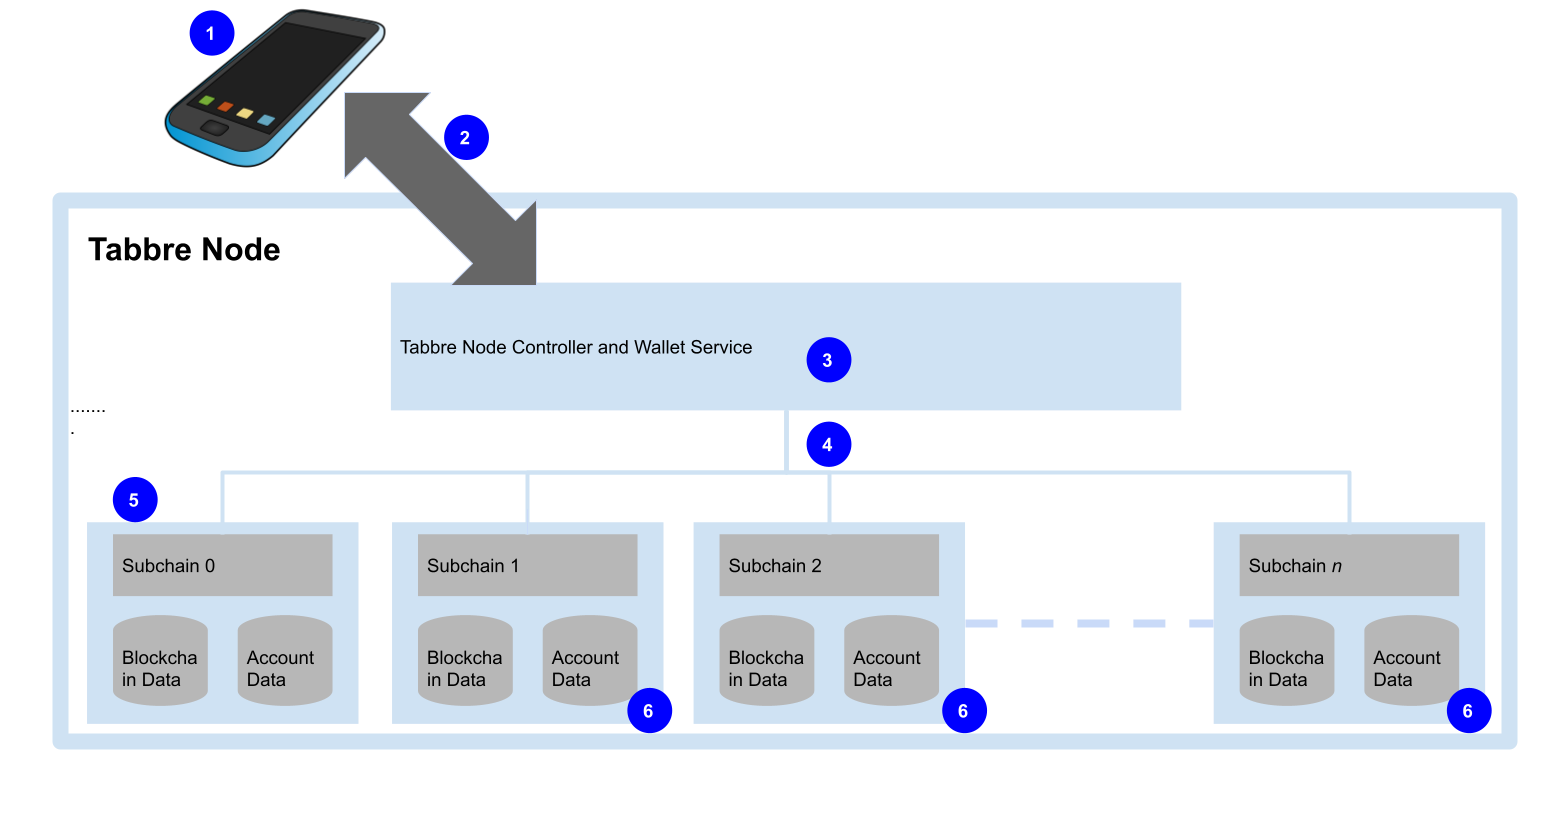 1
2
Tabbre Node
Tabbre Node Controller and Wallet Service
3
.......
.
4
5
Subchain 0
Subchain 1
Subchain 2
Subchain n
Blockcha
in Data
Account
Data
Blockcha
in Data
Account
Data
Blockcha
in Data
Account
Data
Blockcha
in Data
Account
Data
6
6
6